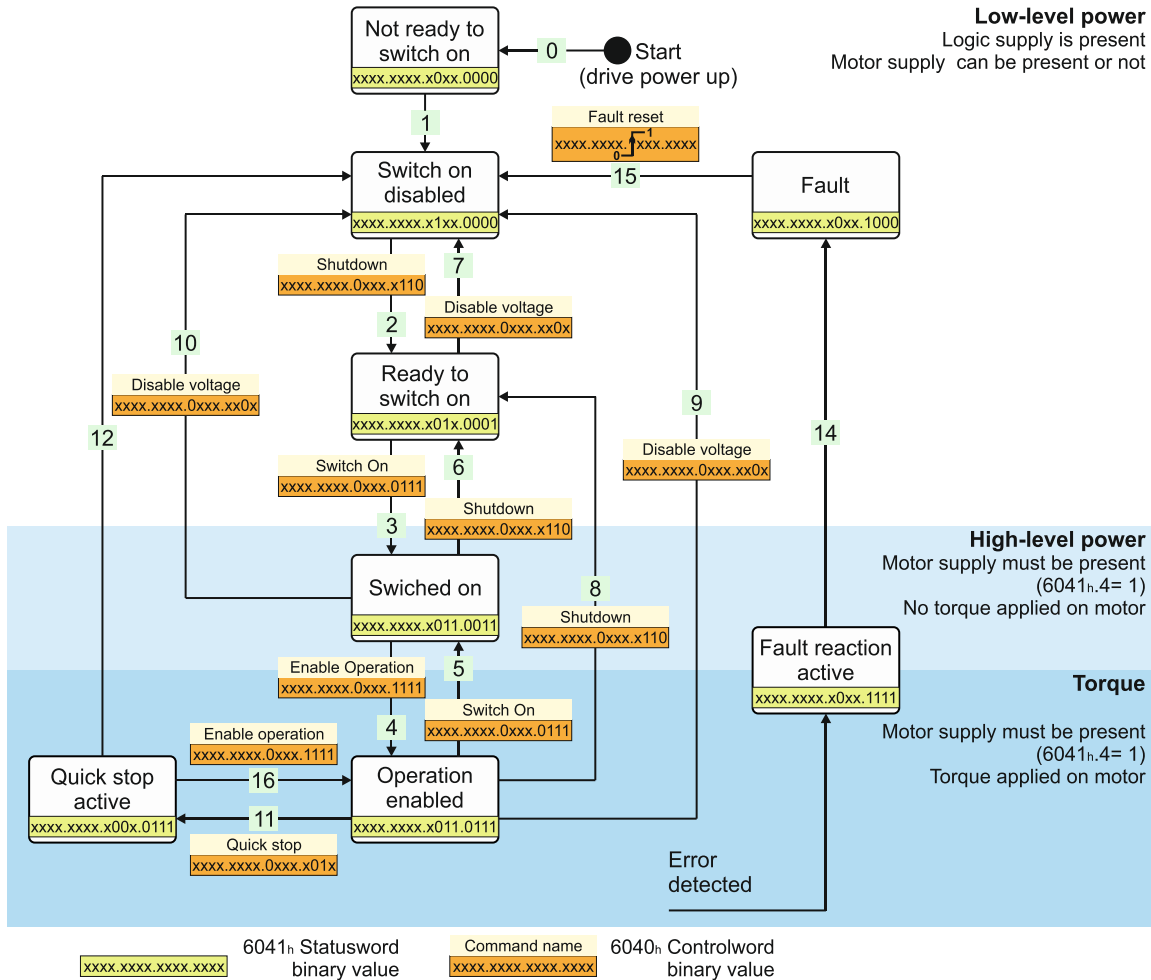 Not ready to
switch on
xxxx.xxxx.x0xx.0000
0
Start
(drive power up)
Low-level power
Logic supply is present
Motor supply can be present or not
1
Fault reset
xxxx.xxxx. xxx.xxxx
1
0
15
Switch on
disabled
xxxx.xxxx.x1xx.0000
Fault
xxxx.xxxx.x0xx.1000
Shutdown
xxxx.xxxx.0xxx.x110
7
2
Disable voltage
xxxx.xxxx.0xxx.xx0x
10
Disable voltage
xxxx.xxxx.0xxx.xx0x
12
Ready to
switch on
xxxx.xxxx.x01x.0001
9
14
Disable voltage
xxxx.xxxx.0xxx.xx0x
Switch On
xxxx.xxxx.0xxx.0111
6
3
Shutdown
xxxx.xxxx.0xxx.x110
High-level power
Motor supply must be present
(6041h.4= 1)
No torque applied on motor
Swiched on
xxxx.xxxx.x011.0011
8
Shutdown
xxxx.xxxx.0xxx.x110
Fault reaction
active
xxxx.xxxx.x0xx.1111
Enable Operation
xxxx.xxxx.0xxx.1111
5
4
Switch On
xxxx.xxxx.0xxx.0111
Torque
Motor supply must be present
(6041h.4= 1)
Torque applied on motor
Enable operation
xxxx.xxxx.0xxx.1111
16
Quick stop
active
xxxx.xxxx.x00x.0111
Operation
enabled
xxxx.xxxx.x011.0111
11
Quick stop
xxxx.xxxx.0xxx.x01x
Error
detected
xxxx.xxxx.xxxx.xxxx
6041h Statusword
binary value
Command name
xxxx.xxxx.xxxx.xxxx
6040h Controlword
binary value